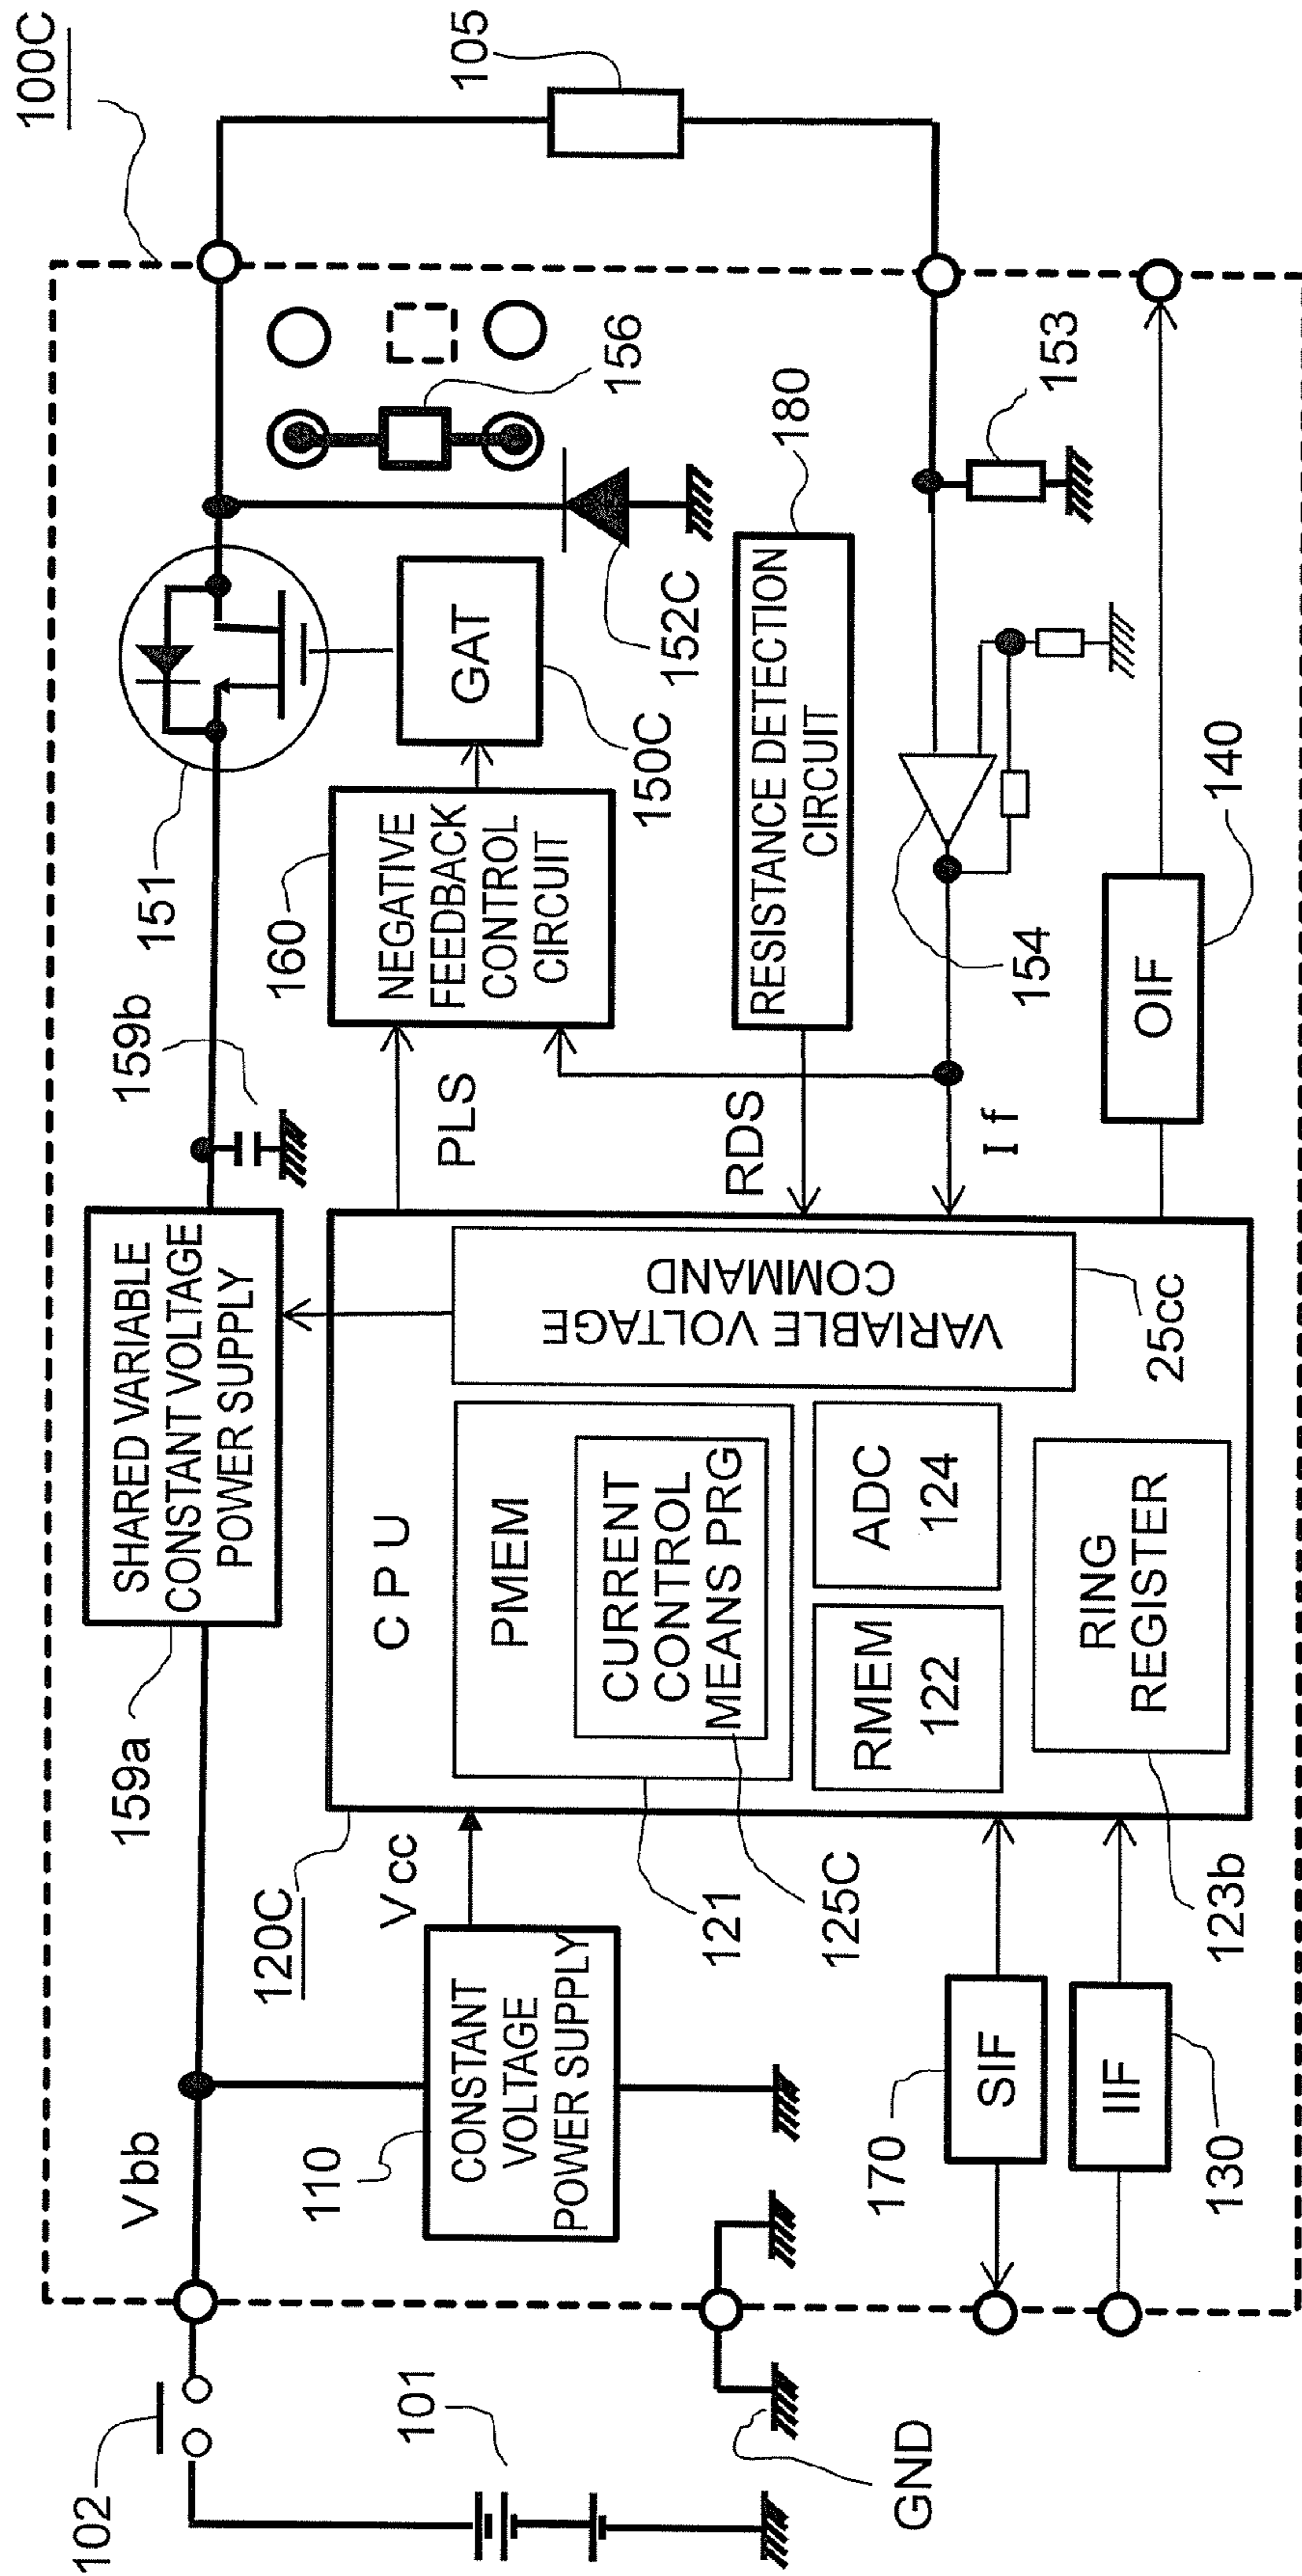 100C
102
Vbb
159a
SHARED VARIABLE
CONSTANT VOLTAGE
POWER SUPPLY
159b
151
105
101
110
CONSTANT
VOLTAGE
POWER SUPPLY
Vcc
120C
CPU
PMEM
CURRENT
CONTROL
MEANS PRG
121
125C
RMEM
122
ADC
124
RING
REGISTER
123b
VARIABLE VOLTAGE
COMMAND
25cc
PLS
160
NEGATIVE
FEEDBACK
CONTROL
CIRCUIT
GAT
150C
152C
156
RDS
RESISTANCE DETECTION
CIRCUIT
180
If
154
153
GND
170
SIF
IIF
130
OIF
140